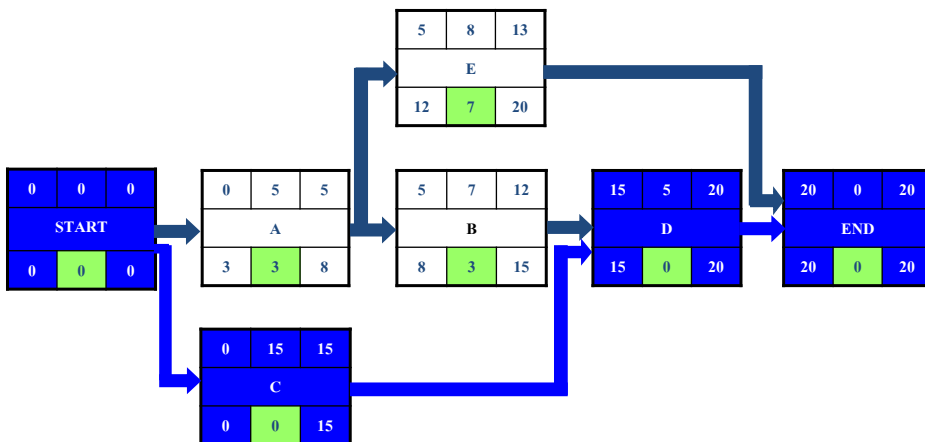 5 8 13
E
12 7 20
0 0 0
START
0 0 0
0 5 5
A
3 3 8
5 7 12
B
8 3 15
15 5 20
D
15 0 20
20 0 20
END
20 0 20
0 15 15
C
0 0 15